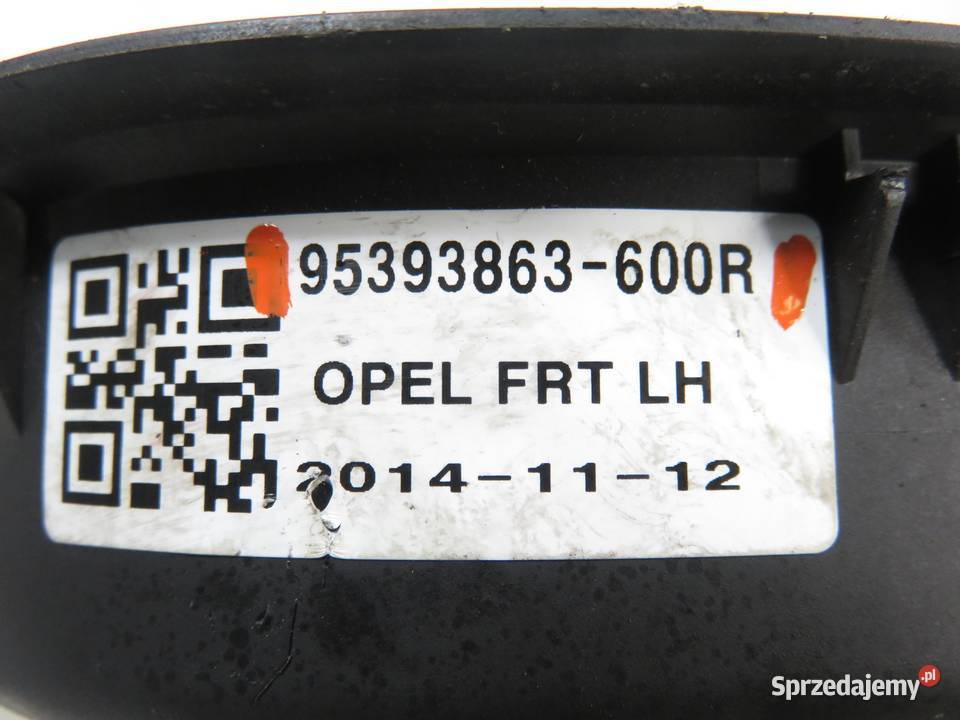 95393863-600R
OPEL FRT LH
2014-11-12
Sprzedajemy.pl